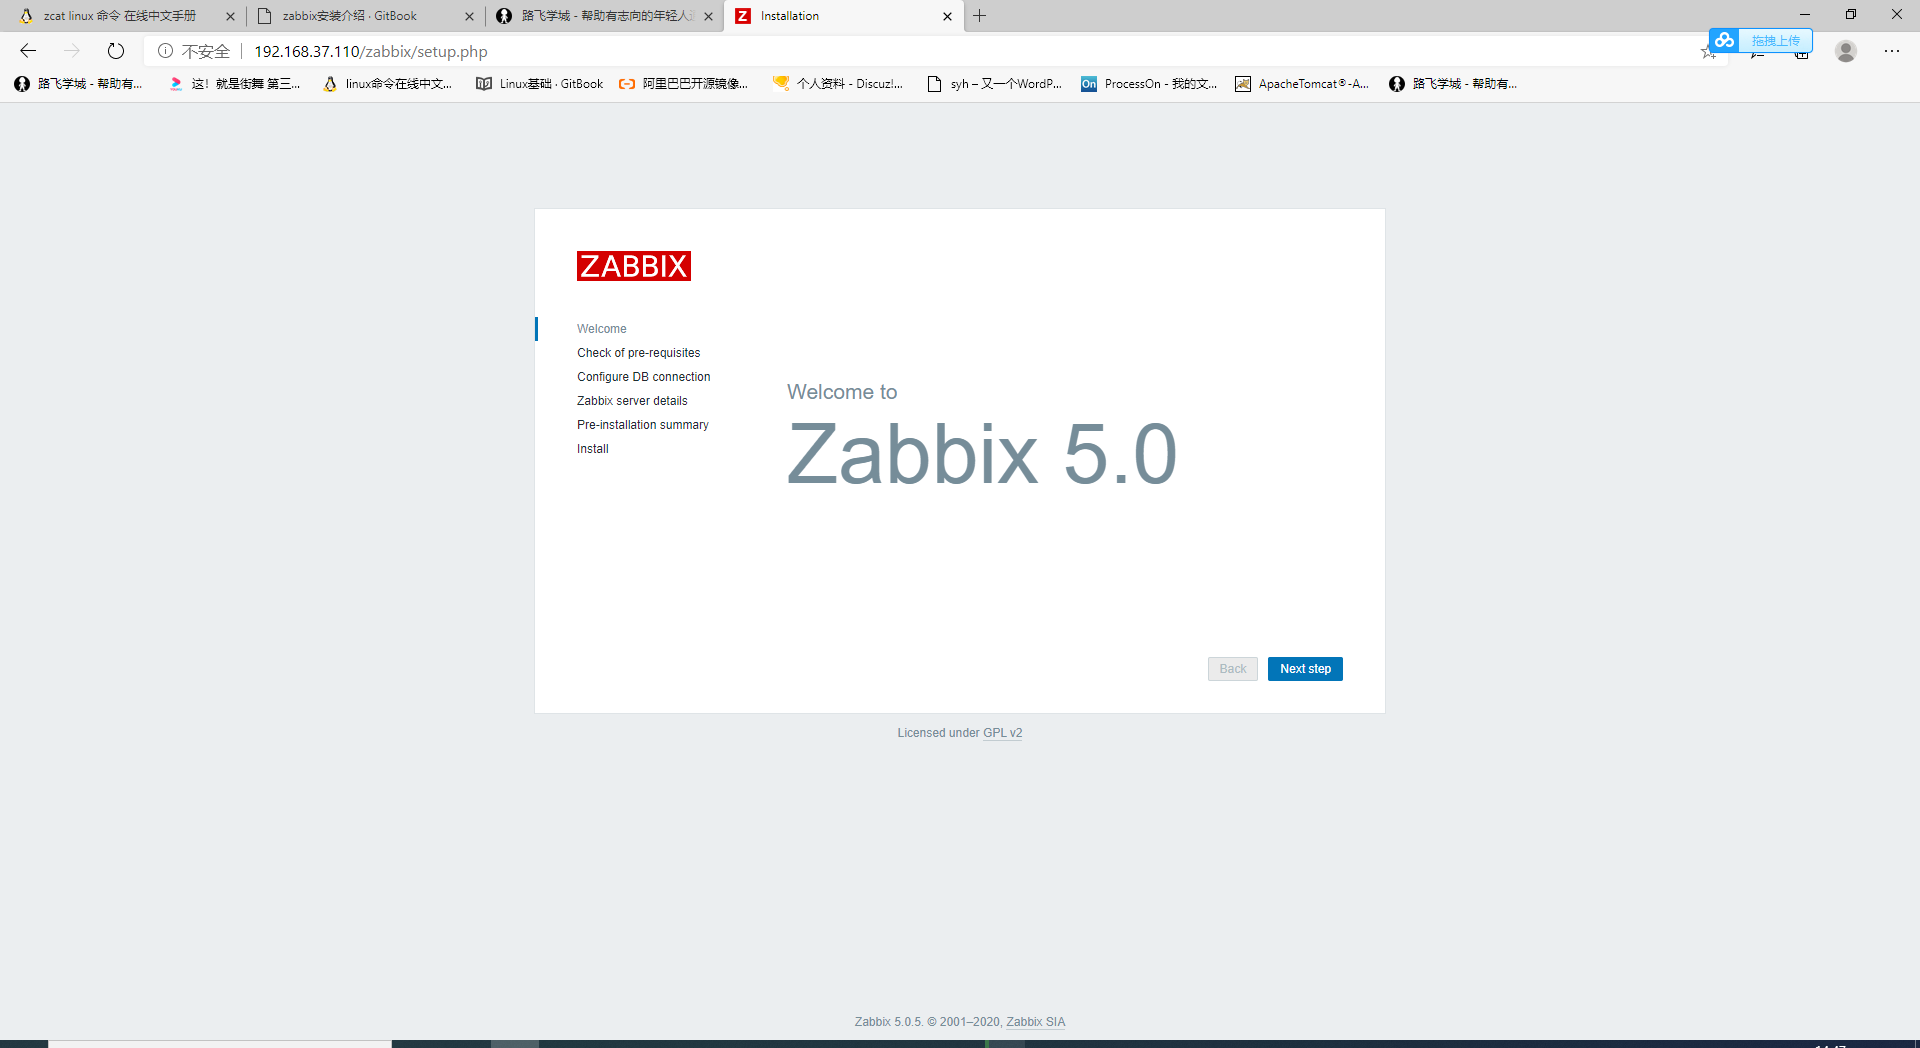 zcat linux 命令 在线中文手册
zabbix安装介绍 · GitBook
路飞学城 - 帮助有志向的年轻人
Installation
不安全
192.168.37.110/zabbix/setup.php
拖拽上传
路飞学城 - 帮助有...
这！就是街舞 第三...
linux命令在线中文...
Linux基础 · GitBook
阿里巴巴开源镜像...
个人资料 - Discuz!...
syh – 又一个WordP...
On
ProcessOn - 我的文...
ApacheTomcat®-A...
路飞学城 - 帮助有...
ZABBIX
Welcome
Check of pre-requisites
Configure DB connection
Zabbix server details
Pre-installation summary
Install
Welcome to
Zabbix 5.0
Back
Next step
Licensed under GPL v2
Zabbix 5.0.5. © 2001–2020, Zabbix SIA